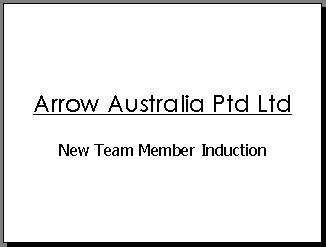 Arrow Australia Ptd Ltd
New Team Member Induction